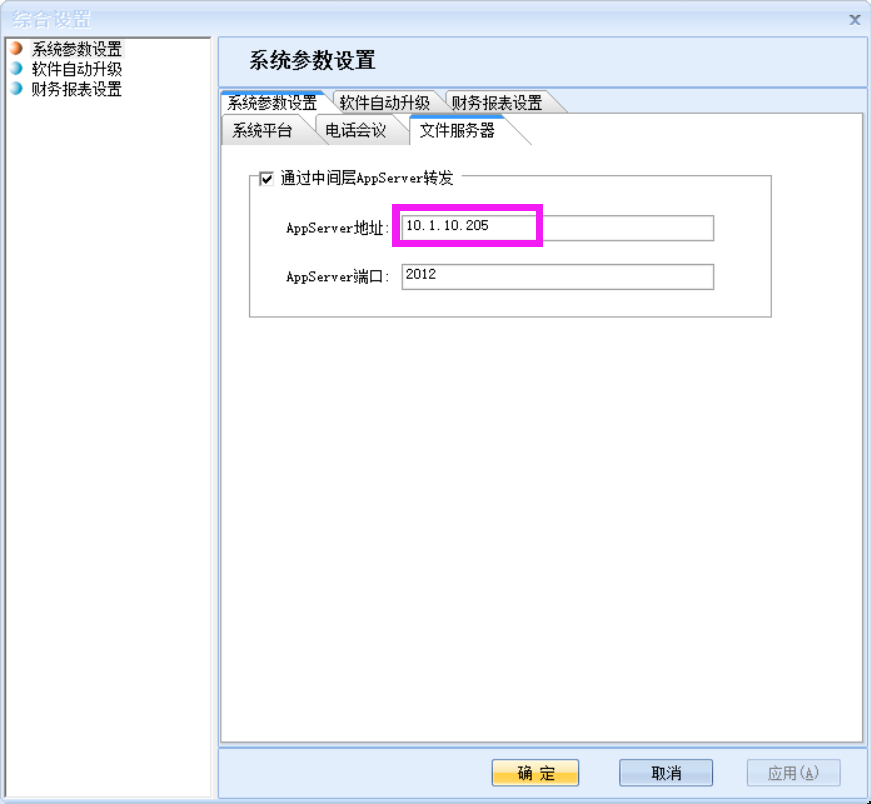 综合设置
系统参数设置
软件自动升级
财务报表设置
系统参数设置
系统参数设置 软件自动升级 财务报表设置
系统平台 电话会议 文件服务器
通过中间层AppServer转发
AppServer地址: 10.1.10.205
AppServer端口: 2012
确 定 取消 应用(A)